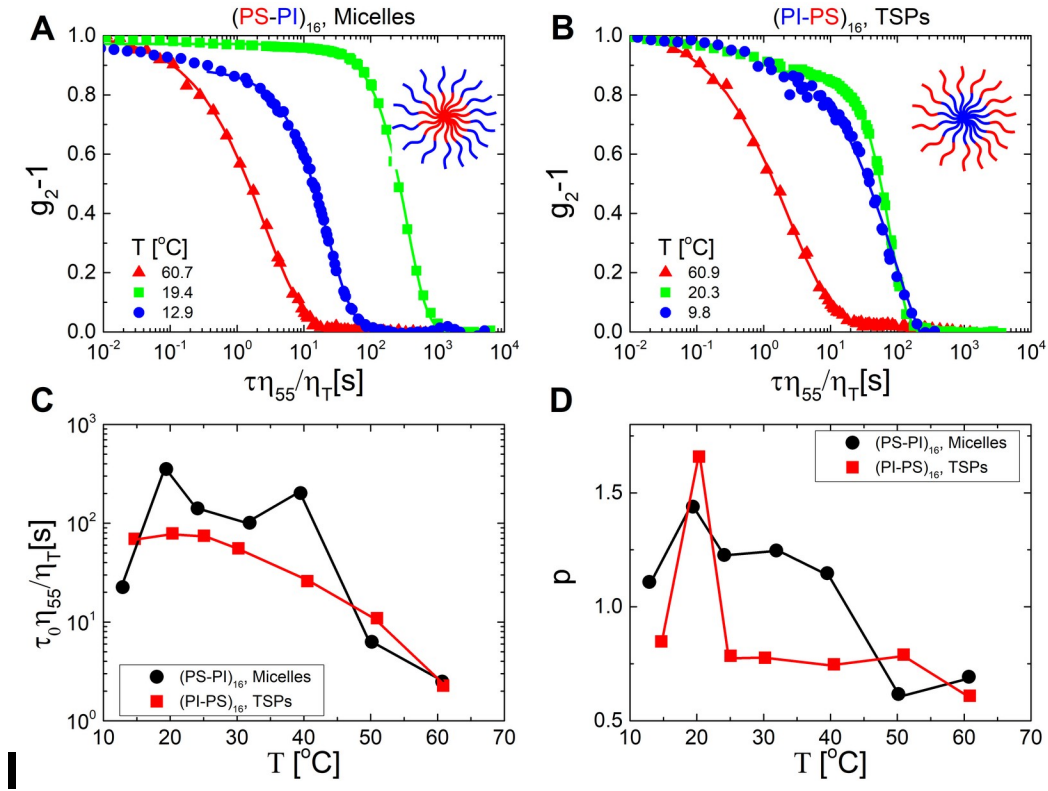 A
(PS-PI)16, Micelles
g2-1
1.0
0.8
0.6
0.4
0.2
0.0
T [°C]
60.7
19.4
12.9
10^-2 10^-1 10^0 10^1 10^2 10^3 10^4
τη55/ηT[s]
B
(PI-PS)16, TSPs
g2-1
1.0
0.8
0.6
0.4
0.2
0.0
T [°C]
60.9
20.3
9.8
10^-2 10^-1 10^0 10^1 10^2 10^3 10^4
τη55/ηT[s]
C
τ0η55/ηT[s]
10^3
10^2
10^1
10^0
(PS-PI)16, Micelles
(PI-PS)16, TSPs
10 20 30 40 50 60 70
T [°C]
D
p
1.5
1.0
0.5
(PS-PI)16, Micelles
(PI-PS)16, TSPs
10 20 30 40 50 60 70
T [°C]